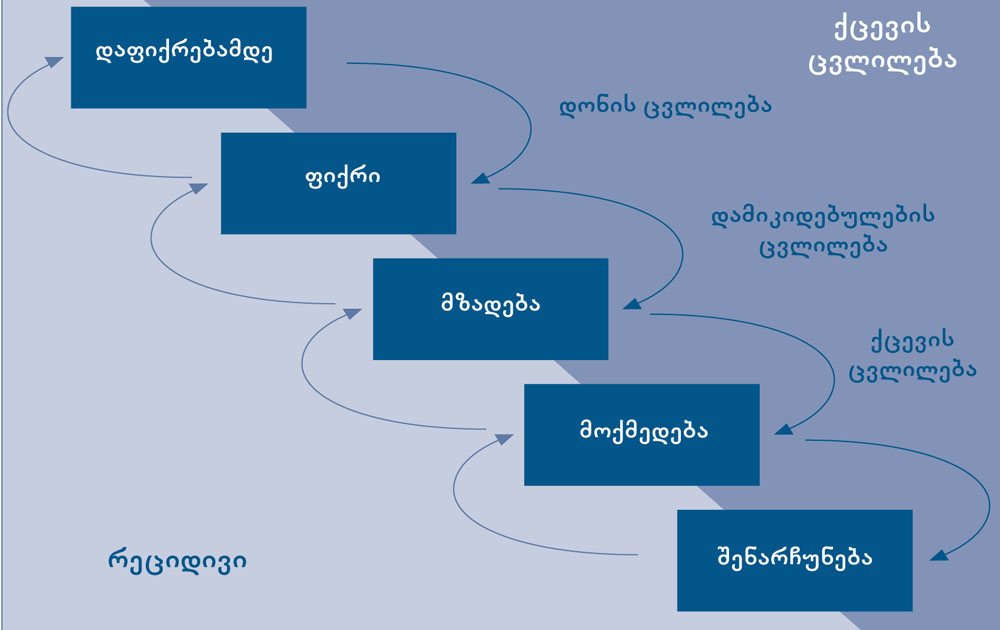 დაფიქრებამდე
ქცევის
ცვლილება
დონის ცვლილება
ფიქრი
დამიკიდებულების
ცვლილება
მზადება
ქცევის
ცვლილება
მოქმედება
რეციდივი
შენარჩუნება